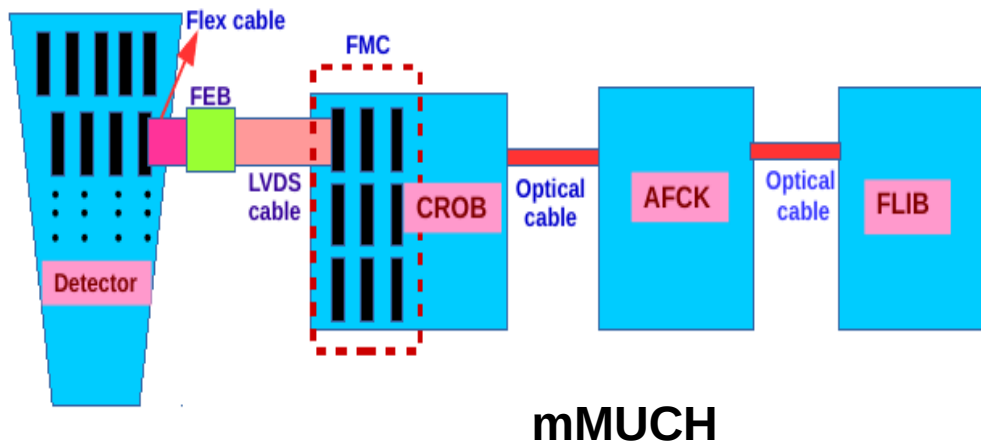 Flex cable
FMC
FEB
LVDS
cable
CROB
Optical
cable
AFCK
Optical
cable
FLIB
Detector
mMUCH